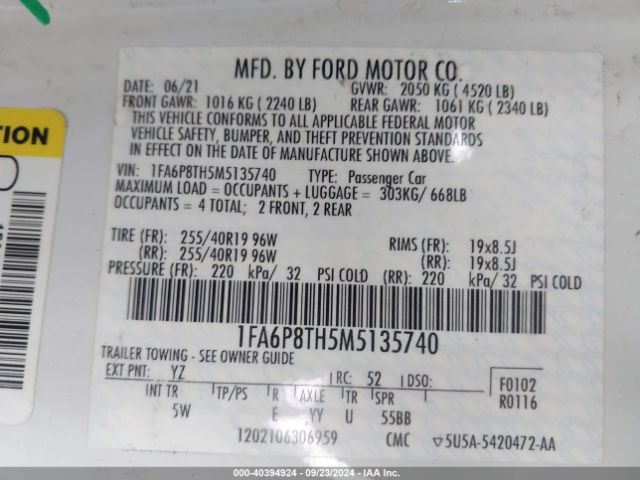 MFD. BY FORD MOTOR CO.
DATE: 06/21 GVWR: 2050 KG ( 4520 LB)
FRONT GAWR: 1016 KG ( 2240 LB) REAR GAWR: 1061 KG ( 2340 LB)
THIS VEHICLE CONFORMS TO ALL APPLICABLE FEDERAL MOTOR
VEHICLE SAFETY, BUMPER, AND THEFT PREVENTION STANDARDS
IN EFFECT ON THE DATE OF MANUFACTURE SHOWN ABOVE.
VIN: 1FA6P8TH5M5135740 TYPE: Passenger Car
MAXIMUM LOAD = OCCUPANTS + LUGGAGE = 303KG/ 668LB
OCCUPANTS = 4 TOTAL; 2 FRONT, 2 REAR
TIRE (FR): 255/40R19 96W RIMS (FR): 19x8.5J
(RR): 255/40R19 96W (RR): 19x8.5J
PRESSURE (FR): 220 kPa/ 32 PSI COLD (RR): 220 kPa/ 32 PSI COLD
1FA6P8TH5M5135740
TRAILER TOWING - SEE OWNER GUIDE
EXT PNT: YZ RC: 52 DSO: F0102
INT TR TP/PS R AXLE TR SPR R0116
5W E YY U 55BB
1202106306959 CMC ▽5U5A-5420472-AA
000-40394924 - 09/23/2024 - IAA Inc.